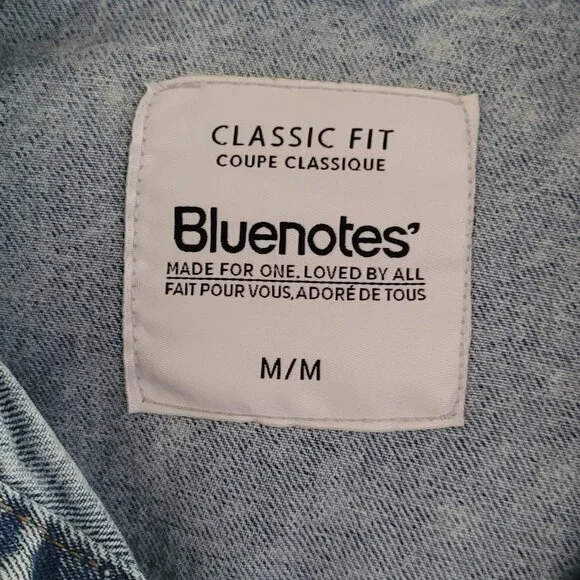 CLASSIC FIT
COUPE CLASSIQUE
Bluenotes’
MADE FOR ONE. LOVED BY ALL
FAIT POUR VOUS, ADORÉ DE TOUS
M/M